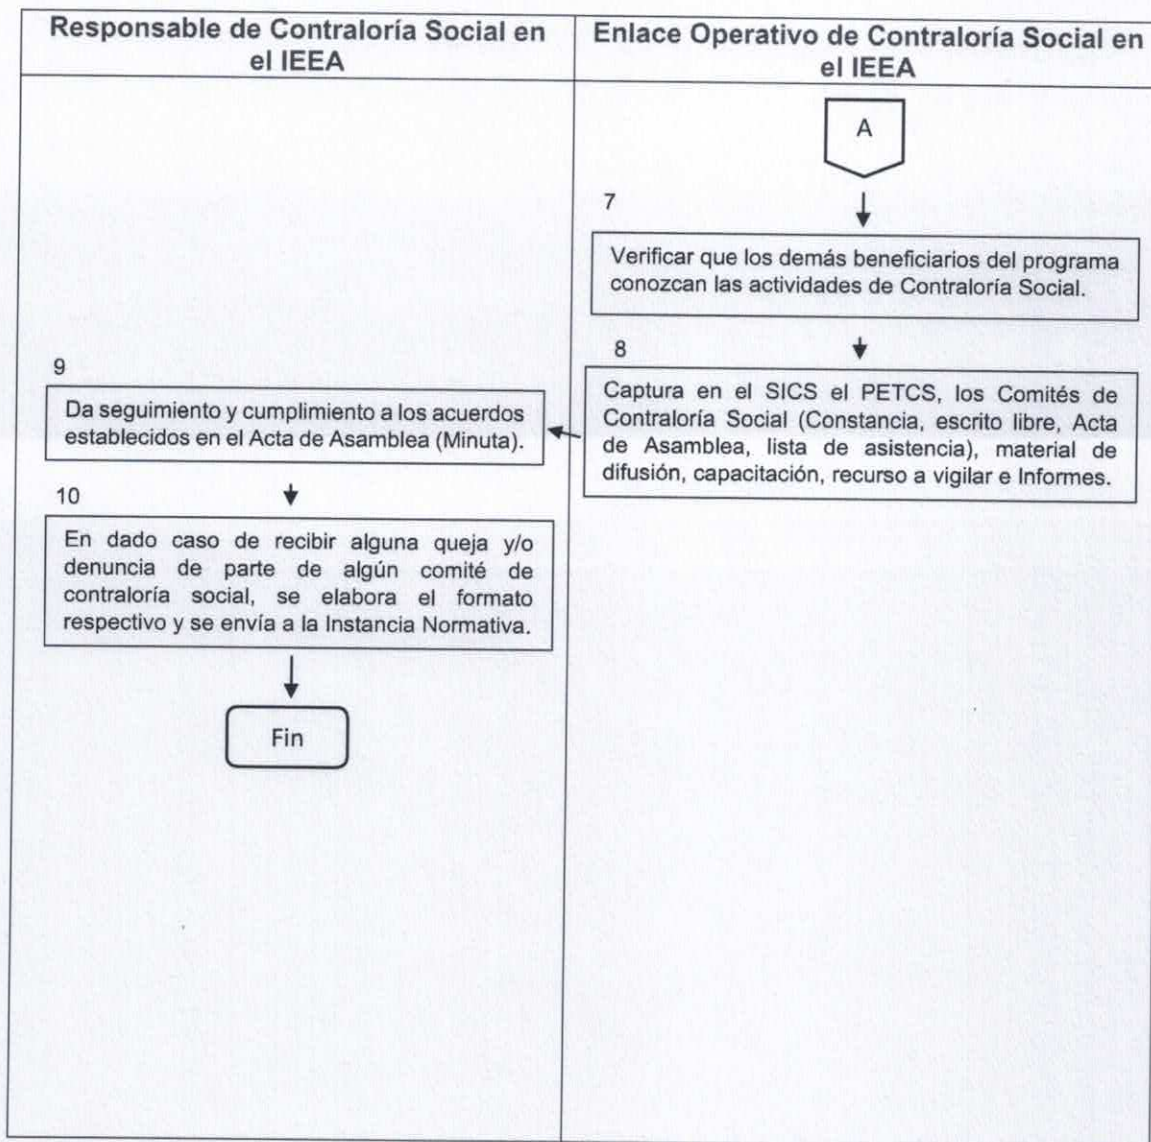 Responsable de Contraloría Social en
el IEEA
Enlace Operativo de Contraloría Social en
el IEEA
A
7
Verificar que los demás beneficiarios del programa
conozcan las actividades de Contraloría Social.
8
Captura en el SICS el PETCS, los Comités de
Contraloría Social (Constancia, escrito libre, Acta
de Asamblea, lista de asistencia), material de
difusión, capacitación, recurso a vigilar e Informes.
9
Da seguimiento y cumplimiento a los acuerdos
establecidos en el Acta de Asamblea (Minuta).
10
En dado caso de recibir alguna queja y/o
denuncia de parte de algún comité de
contraloría social, se elabora el formato
respectivo y se envía a la Instancia Normativa.
Fin